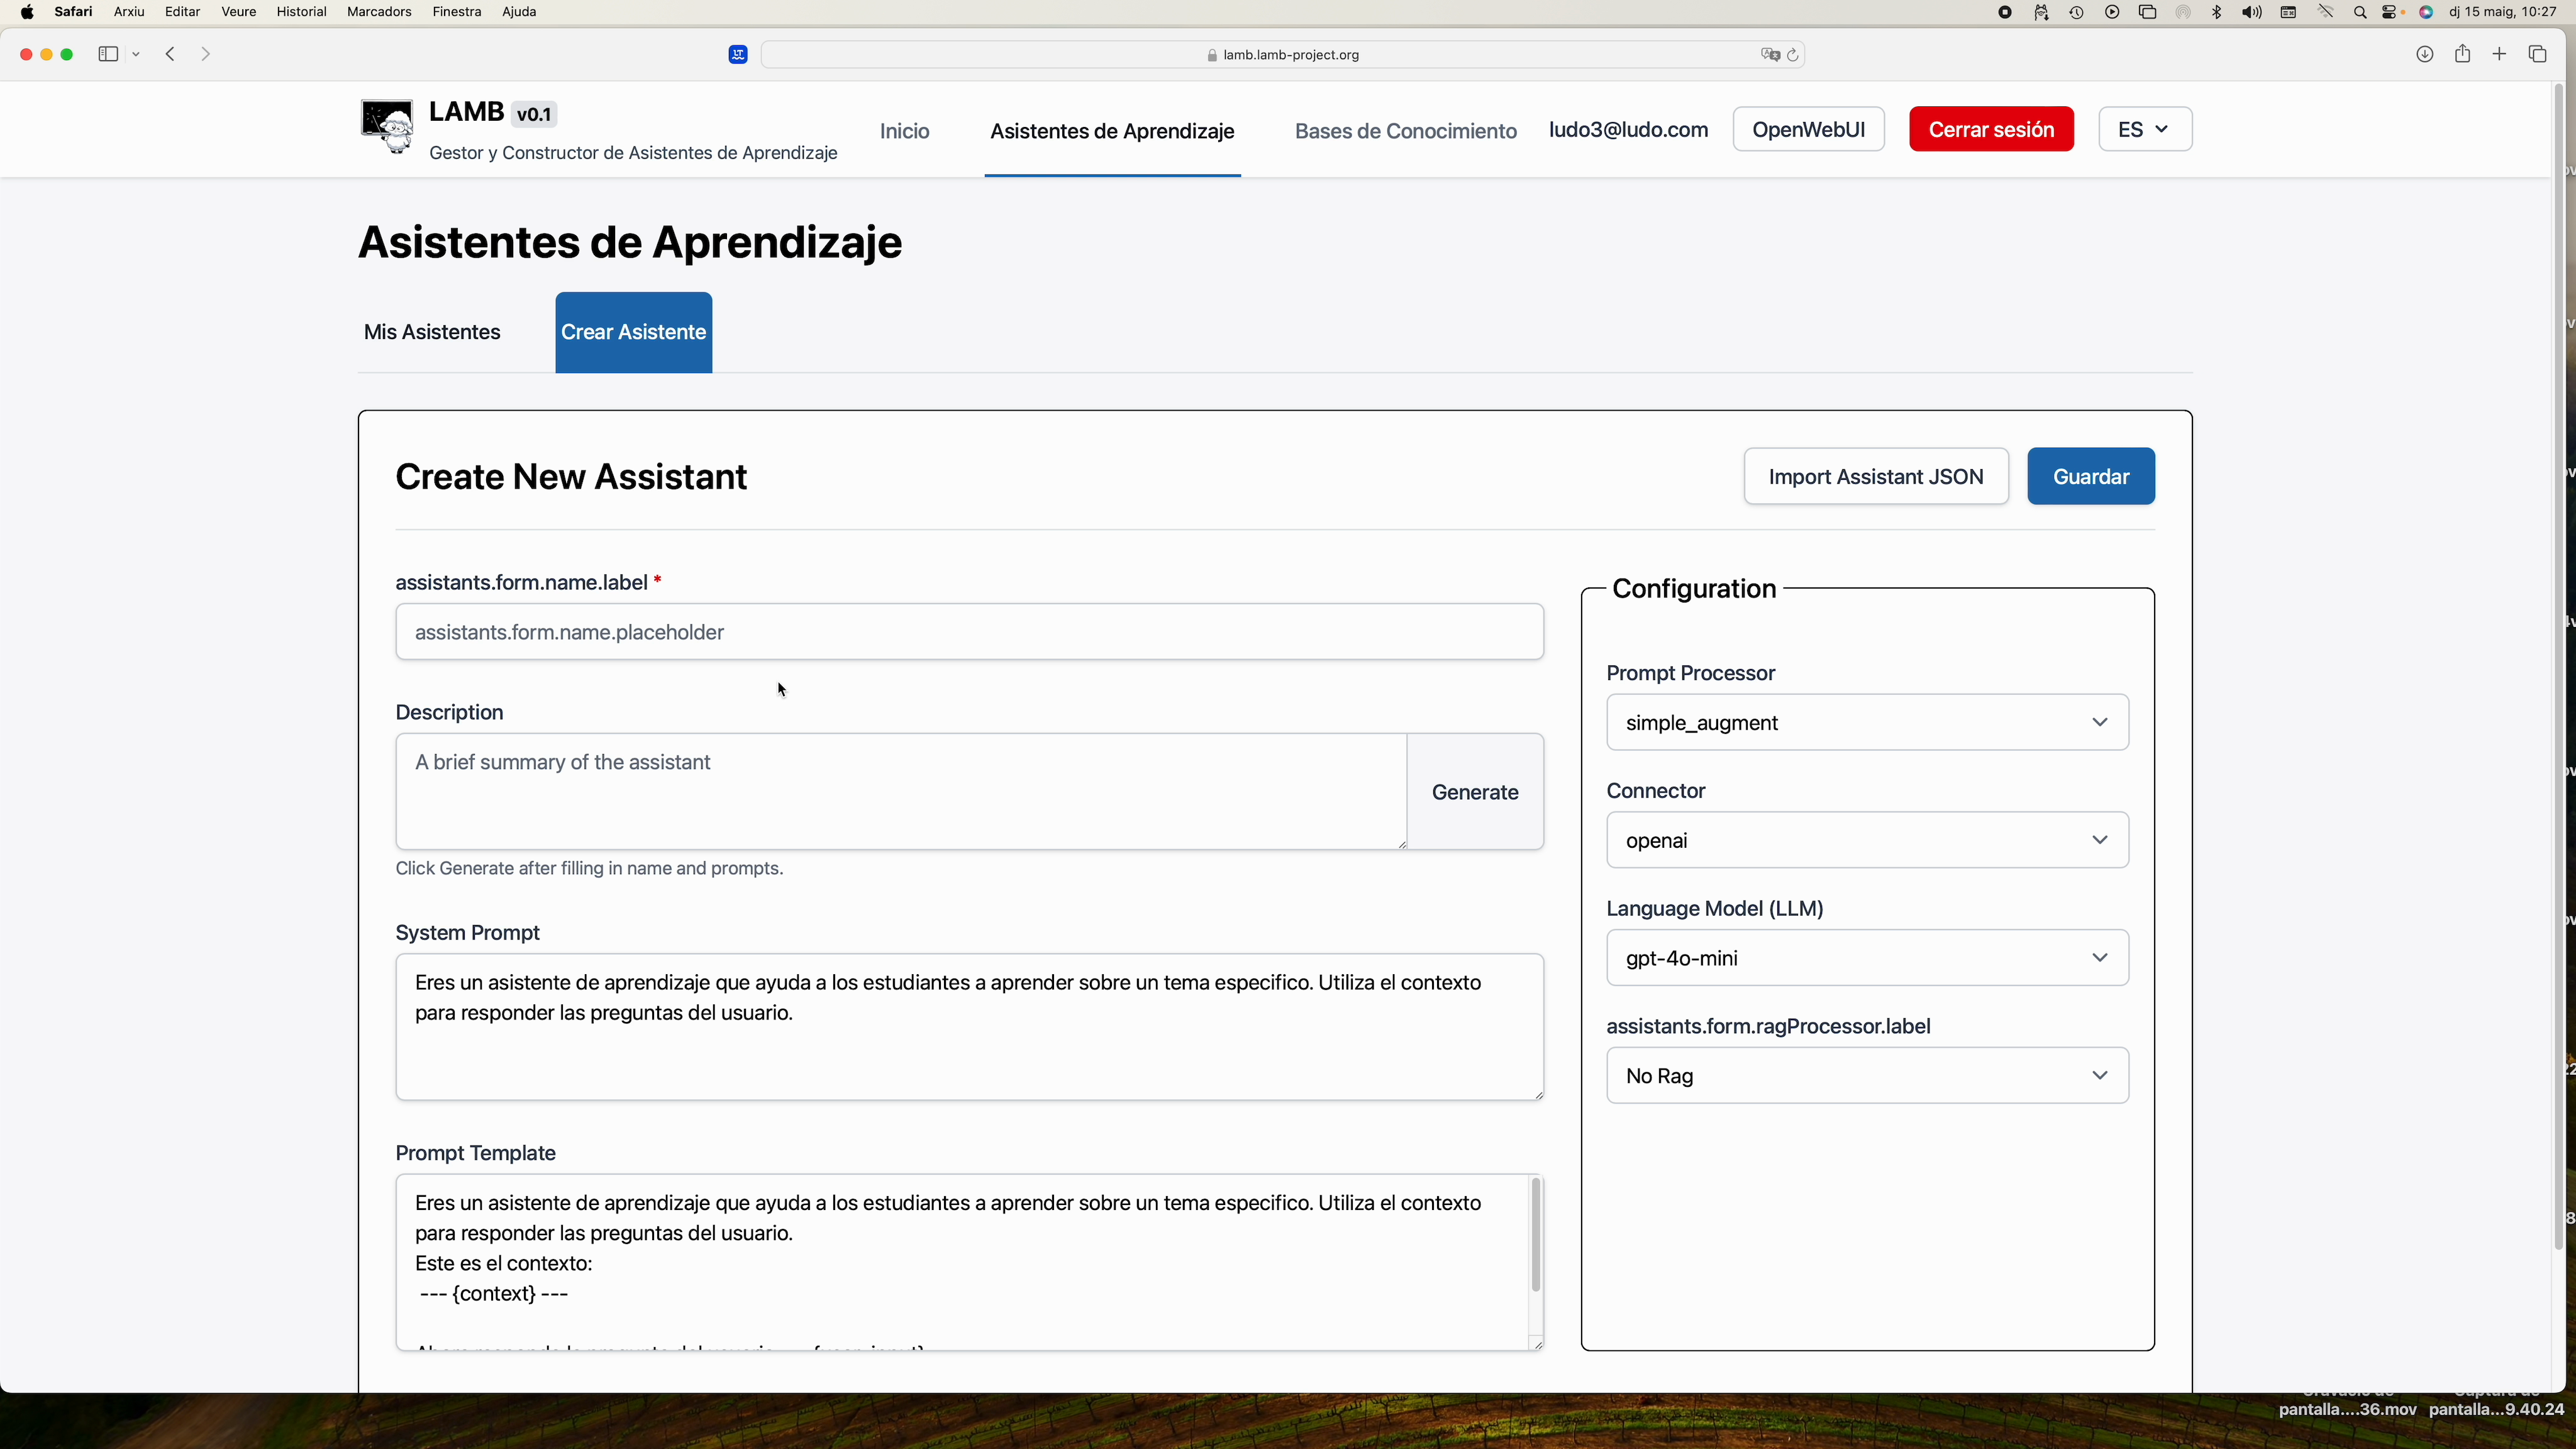 Safari Arxiu Editar Veure Historial Marcadors Finestra Ajuda dj 15 maig, 10:27
lamb.lamb-project.org
LAMB v0.1
Gestor y Constructor de Asistentes de Aprendizaje
Inicio Asistentes de Aprendizaje Bases de Conocimiento ludo3@ludo.com OpenWebUI Cerrar sesión ES
Asistentes de Aprendizaje
Mis Asistentes Crear Asistente
Create New Assistant Import Assistant JSON Guardar
assistants.form.name.label *
assistants.form.name.placeholder
Description
A brief summary of the assistant
Generate
Click Generate after filling in name and prompts.
System Prompt
Eres un asistente de aprendizaje que ayuda a los estudiantes a aprender sobre un tema especifico. Utiliza el contexto
para responder las preguntas del usuario.
Prompt Template
Eres un asistente de aprendizaje que ayuda a los estudiantes a aprender sobre un tema especifico. Utiliza el contexto
para responder las preguntas del usuario.
Este es el contexto:
--- {context} ---
Configuration
Prompt Processor
simple_augment
Connector
openai
Language Model (LLM)
gpt-4o-mini
assistants.form.ragProcessor.label
No Rag
pantalla....36.mov pantalla...9.40.24